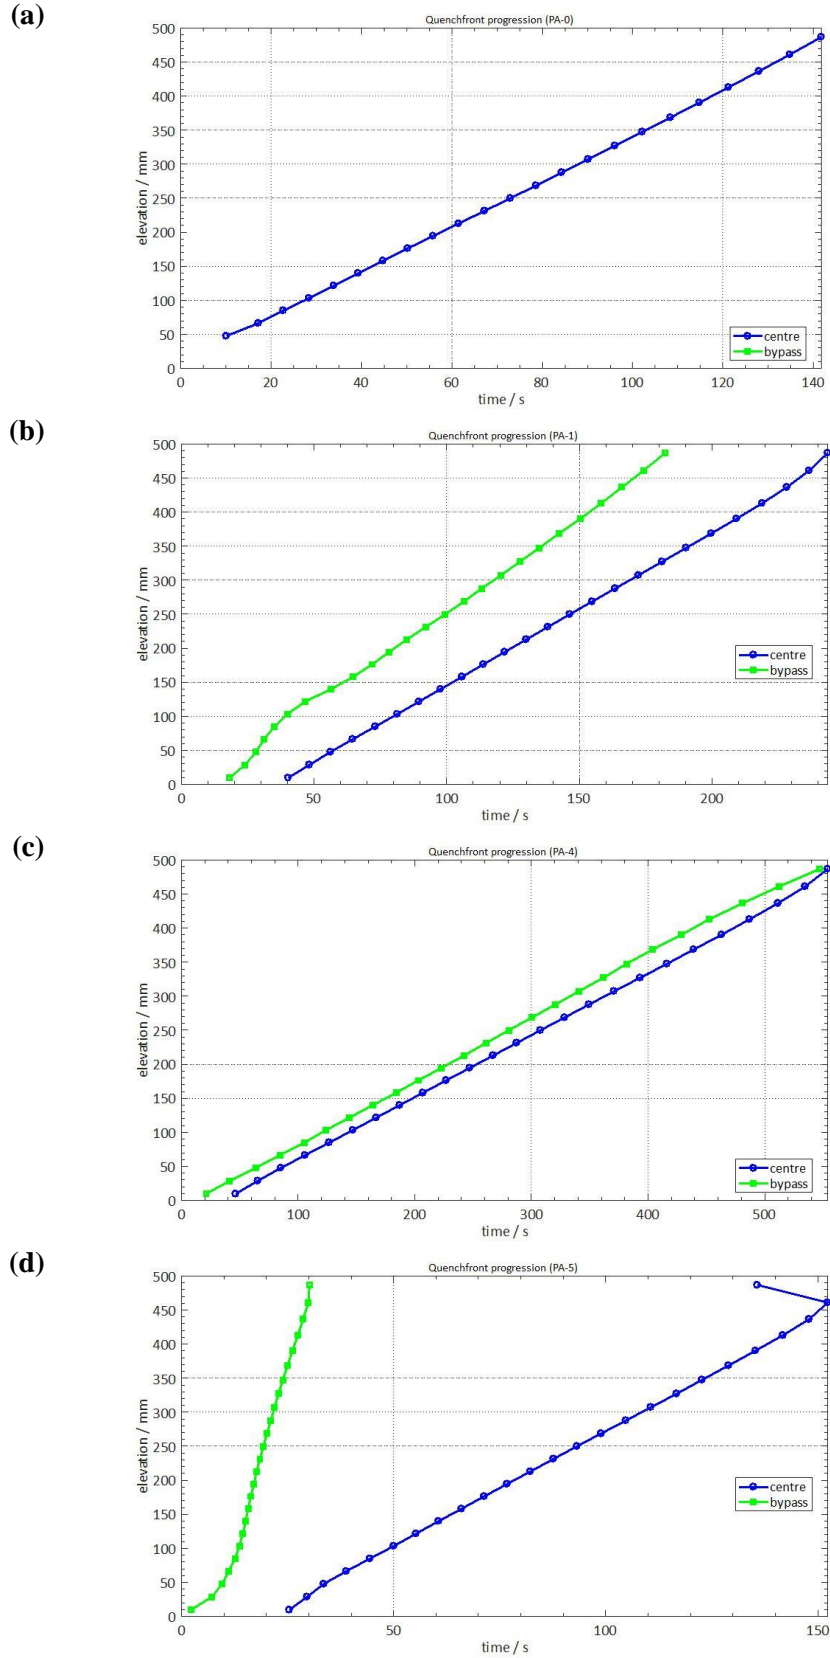 (a)
Quenchfront progression (PA-0)
500
450
400
350
300
250
200
150
100
50
0
elevation / mm
centre
bypass
0 20 40 60 80 100 120 140
time / s
(b)
Quenchfront progression (PA-1)
500
450
400
350
300
250
200
150
100
50
0
elevation / mm
centre
bypass
0 50 100 150 200
time / s
(c)
Quenchfront progression (PA-4)
500
450
400
350
300
250
200
150
100
50
0
elevation / mm
centre
bypass
0 100 200 300 400 500
time / s
(d)
Quenchfront progression (PA-5)
500
450
400
350
300
250
200
150
100
50
0
elevation / mm
centre
bypass
0 50 100 150
time / s